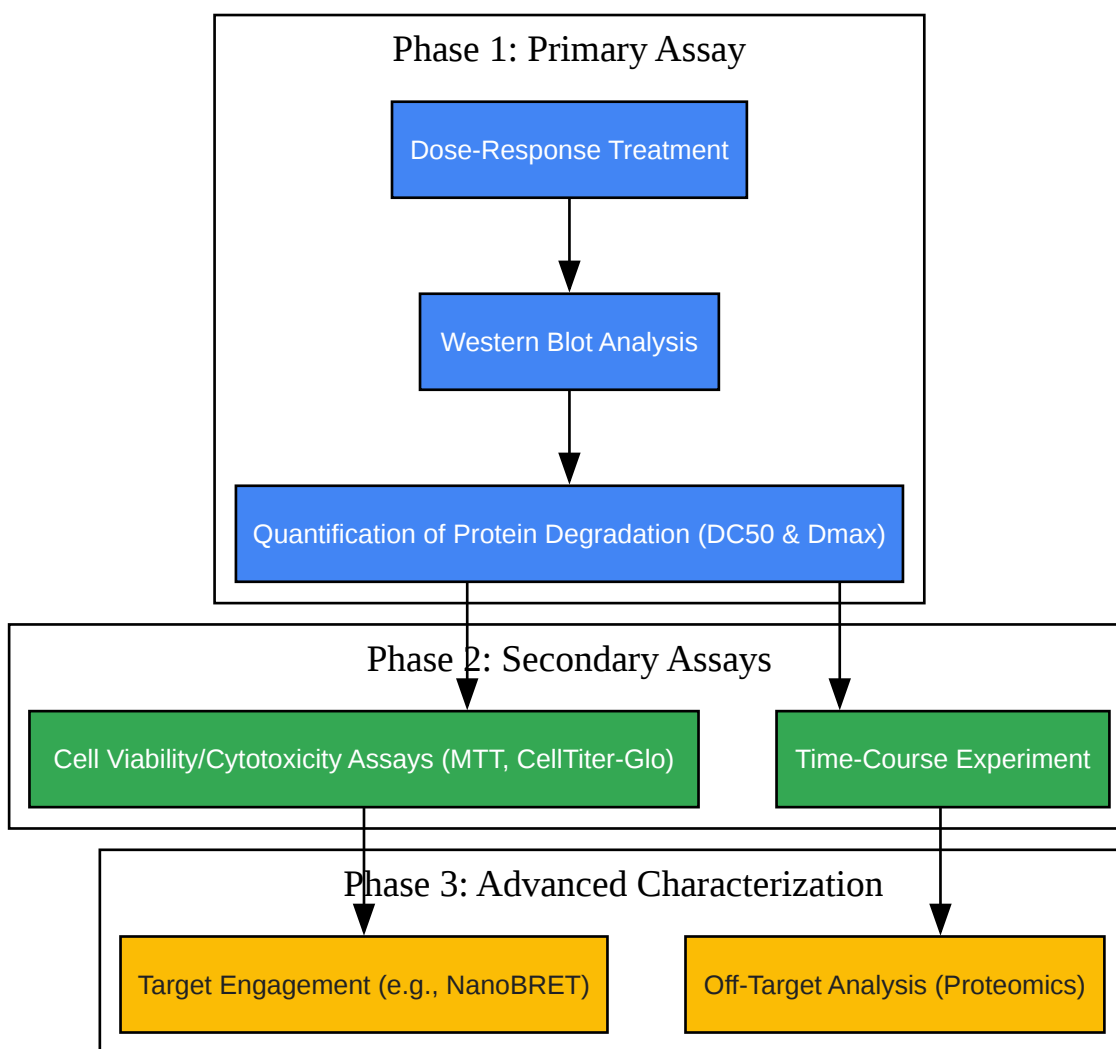 Phase 1: Primary Assay
Dose-Response Treatment
Western Blot Analysis
Quantification of Protein Degradation (DC50 & Dmax)
Phase 2: Secondary Assays
Cell Viability/Cytotoxicity Assays (MTT, CellTiter-Glo)
Time-Course Experiment
Phase 3: Advanced Characterization
Target Engagement (e.g., NanoBRET)
Off-Target Analysis (Proteomics)